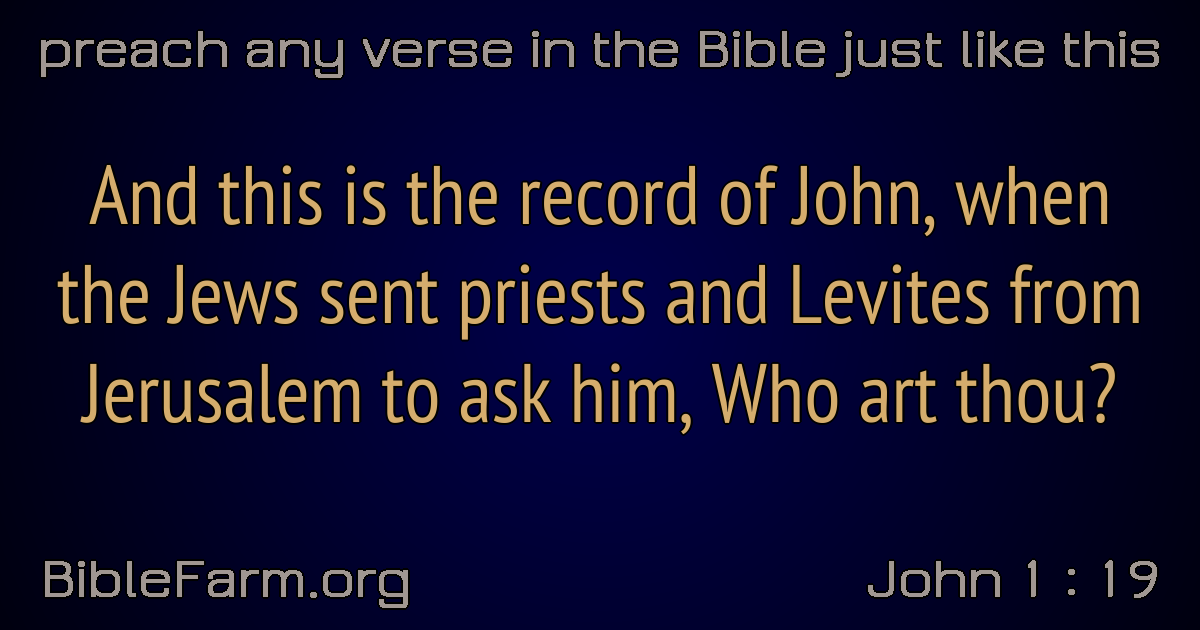 preach any verse in the Bible just like this
And this is the record of John, when
the Jews sent priests and Levites from
Jerusalem to ask him, Who art thou?
BibleFarm.org
John 1 : 19